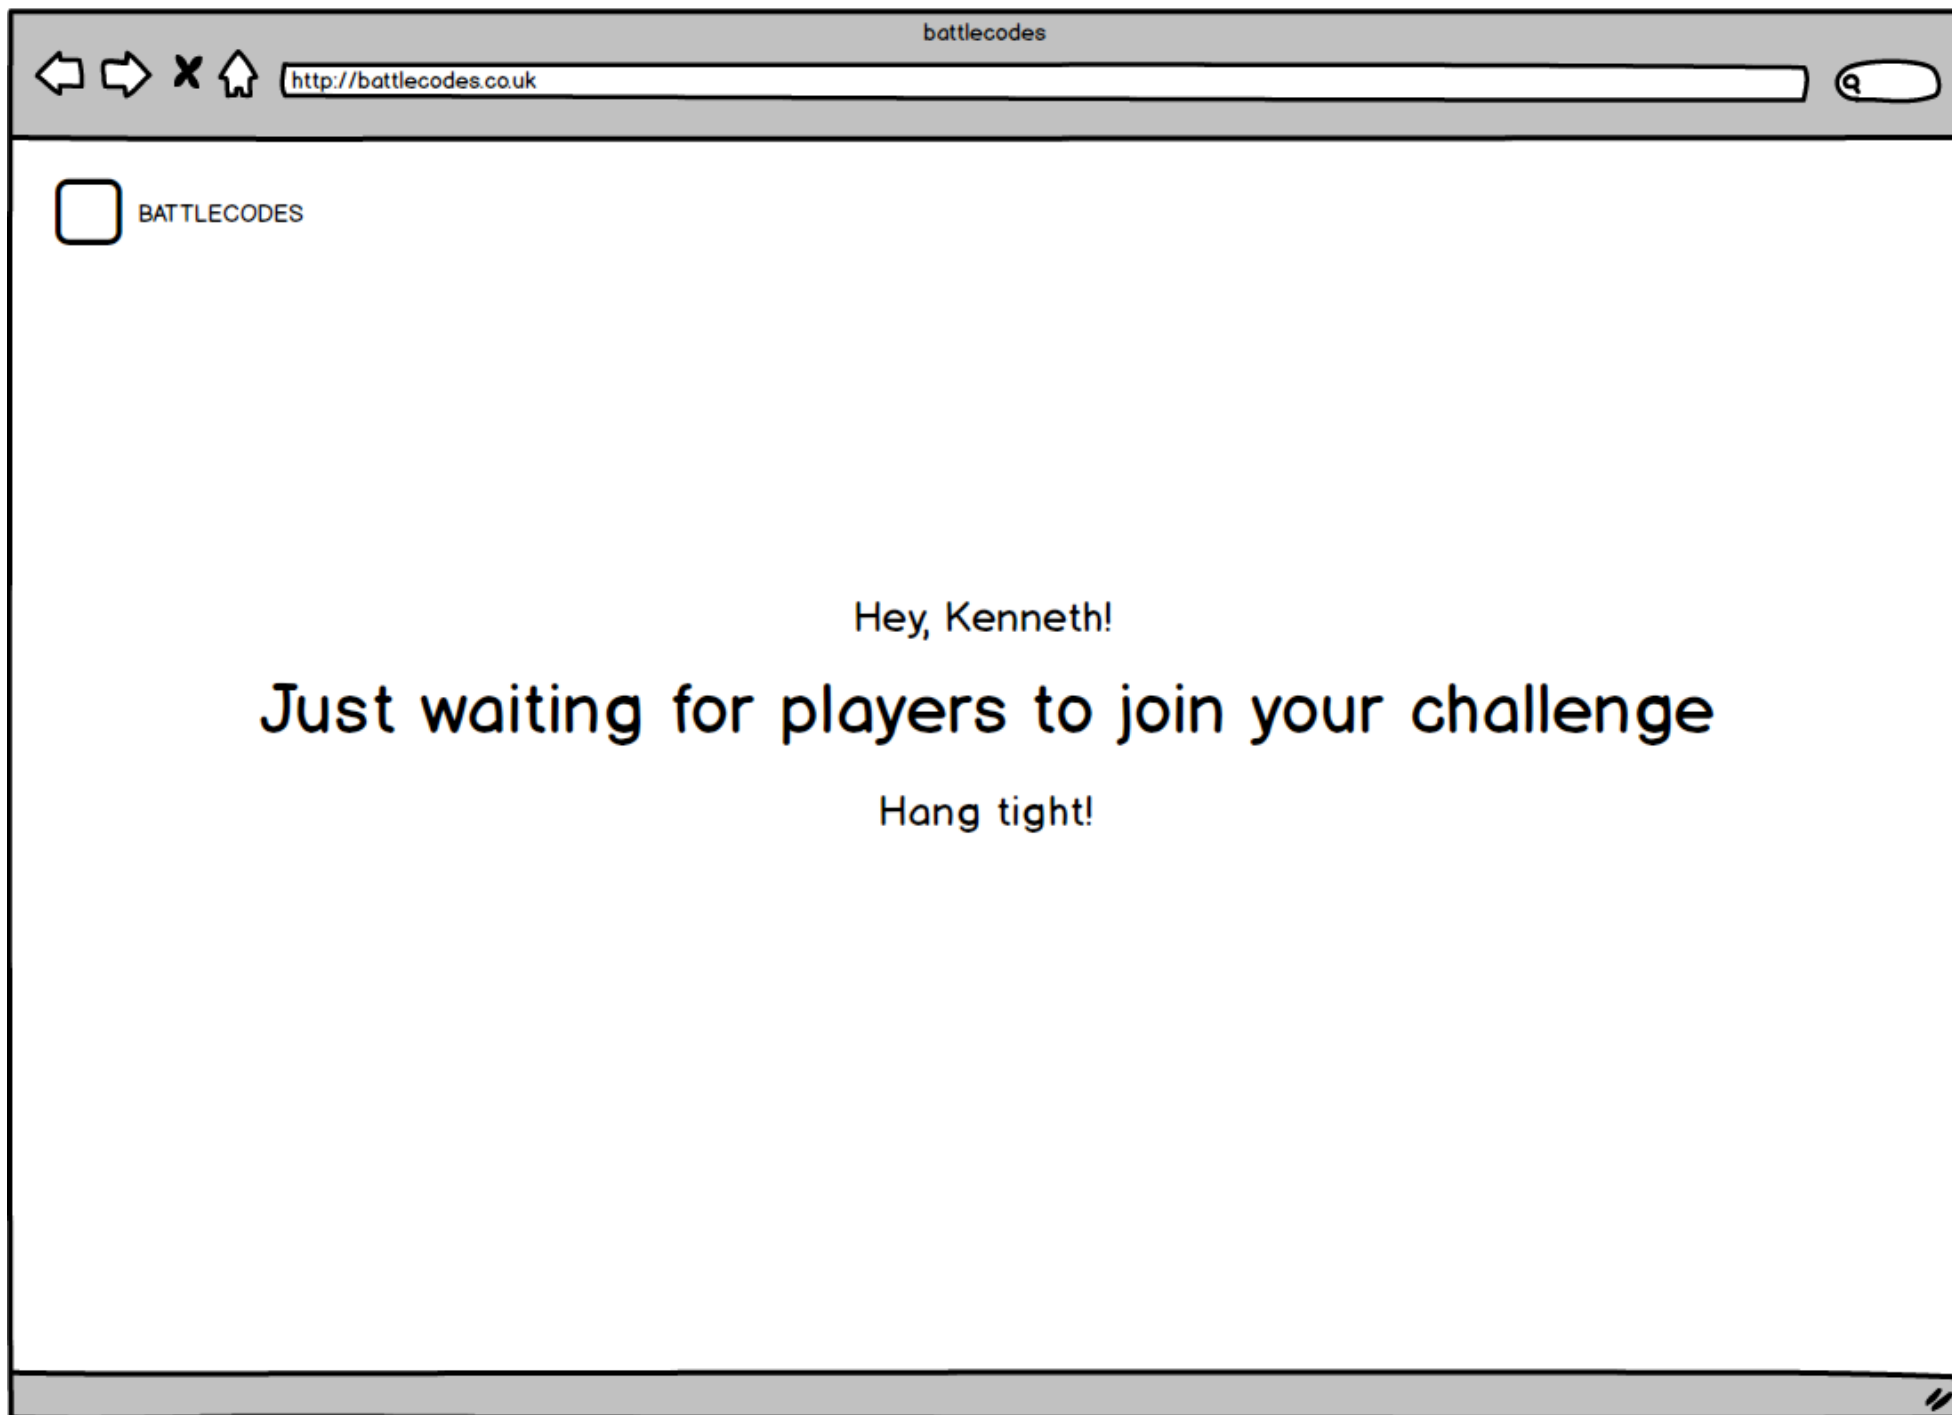 battlecodes
http://battlecodes.co.uk
BATTLECODES
Hey, Kenneth!
Just waiting for players to join your challenge
Hang tight!